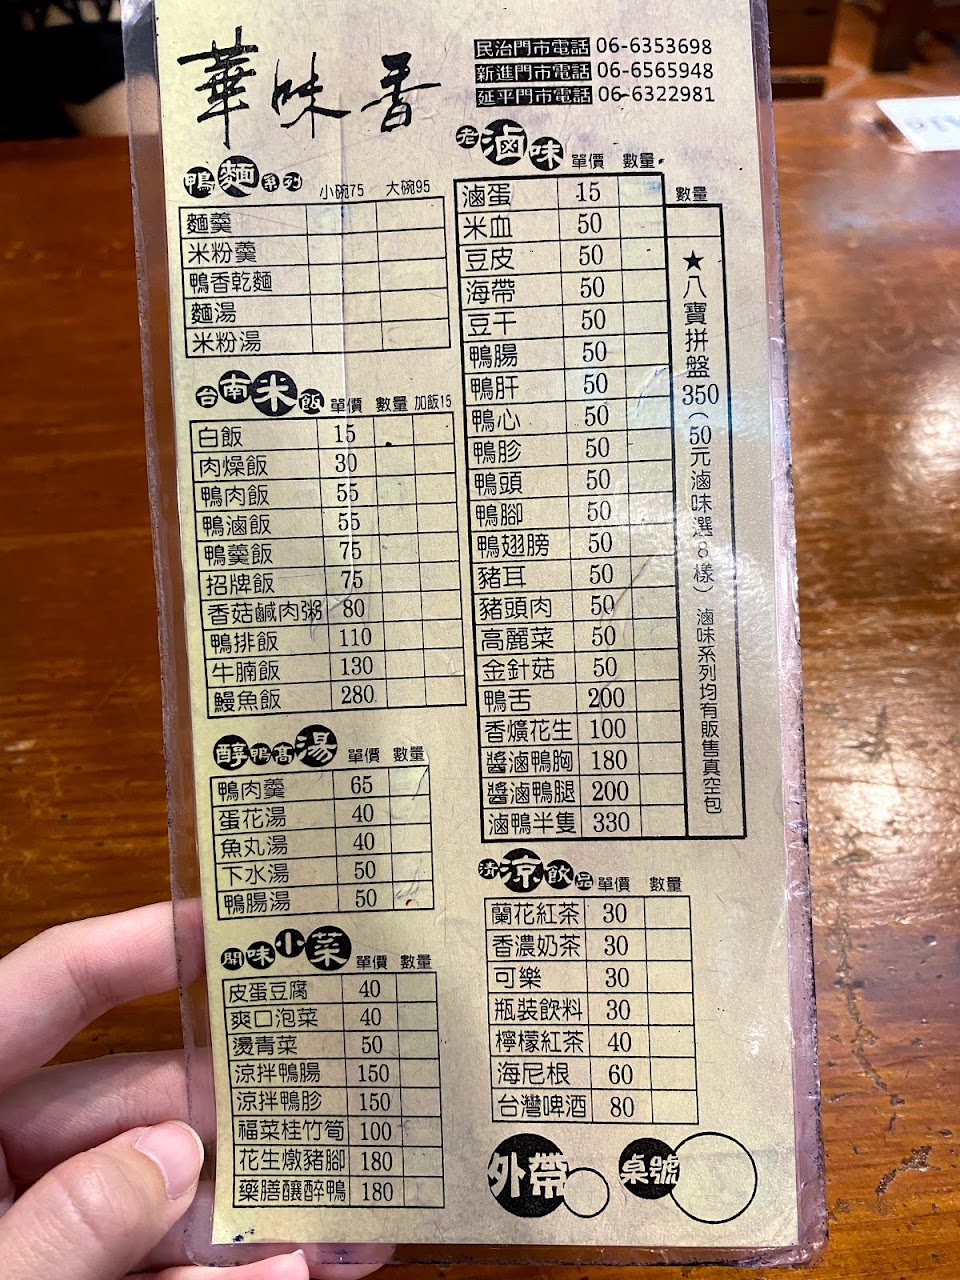 華味香
民治門市電話 06-6353698
新進門市電話 06-6565948
延平門市電話 06-6322981
鴨麵系列 小碗75 大碗95
麵羹
米粉羹
鴨香乾麵
麵湯
米粉湯
台南米飯 單價 數量 加飯15
白飯 15
肉燥飯 30
鴨肉飯 55
鴨滷飯 55
鴨羹飯 75
招牌飯 75
香菇鹹肉粥 80
鴨排飯 110
牛腩飯 130
鰻魚飯 280
醇鴨高湯 單價 數量
鴨肉羹 65
蛋花湯 40
魚丸湯 40
下水湯 50
鴨腸湯 50
開味小菜 單價 數量
皮蛋豆腐 40
爽口泡菜 40
燙青菜 50
涼拌鴨腸 150
涼拌鴨胗 150
福菜桂竹筍 100
花生燉豬腳 180
藥膳釀醉鴨 180
老滷味 單價 數量
滷蛋 15
米血 50
豆皮 50
海帶 50
豆干 50
鴨腸 50
鴨肝 50
鴨心 50
鴨胗 50
鴨頭 50
鴨腳 50
鴨翅膀 50
豬耳 50
豬頭肉 50
高麗菜 50
金針菇 50
鴨舌 200
香爌花生 100
醬滷鴨胸 180
醬滷鴨腿 200
滷鴨半隻 330
數量
★八寶拼盤350(50元滷味選8樣) 滷味系列均有販售真空包
清涼飲品 單價 數量
蘭花紅茶 30
香濃奶茶 30
可樂 30
瓶裝飲料 30
檸檬紅茶 40
海尼根 60
台灣啤酒 80
外帶 桌號